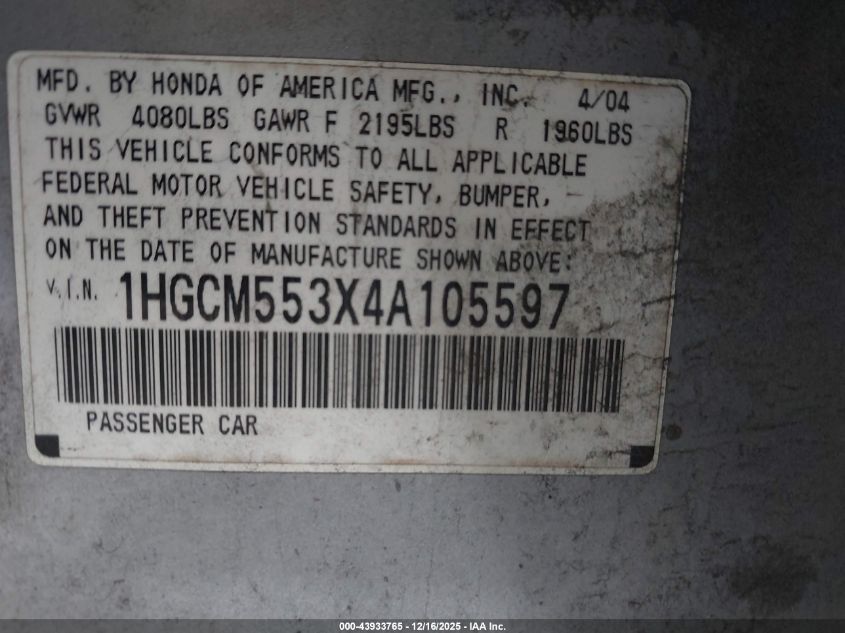 MFD. BY HONDA OF AMERICA MFG., INC. 4/04
GVWR 4080LBS GAWR F 2195LBS R 1960LBS
THIS VEHICLE CONFORMS TO ALL APPLICABLE
FEDERAL MOTOR VEHICLE SAFETY, BUMPER,
AND THEFT PREVENTION STANDARDS IN EFFECT
ON THE DATE OF MANUFACTURE SHOWN ABOVE:
V.I.N. 1HGCM553X4A105597
PASSENGER CAR
000-43933765 - 12/16/2025 - IAA Inc.